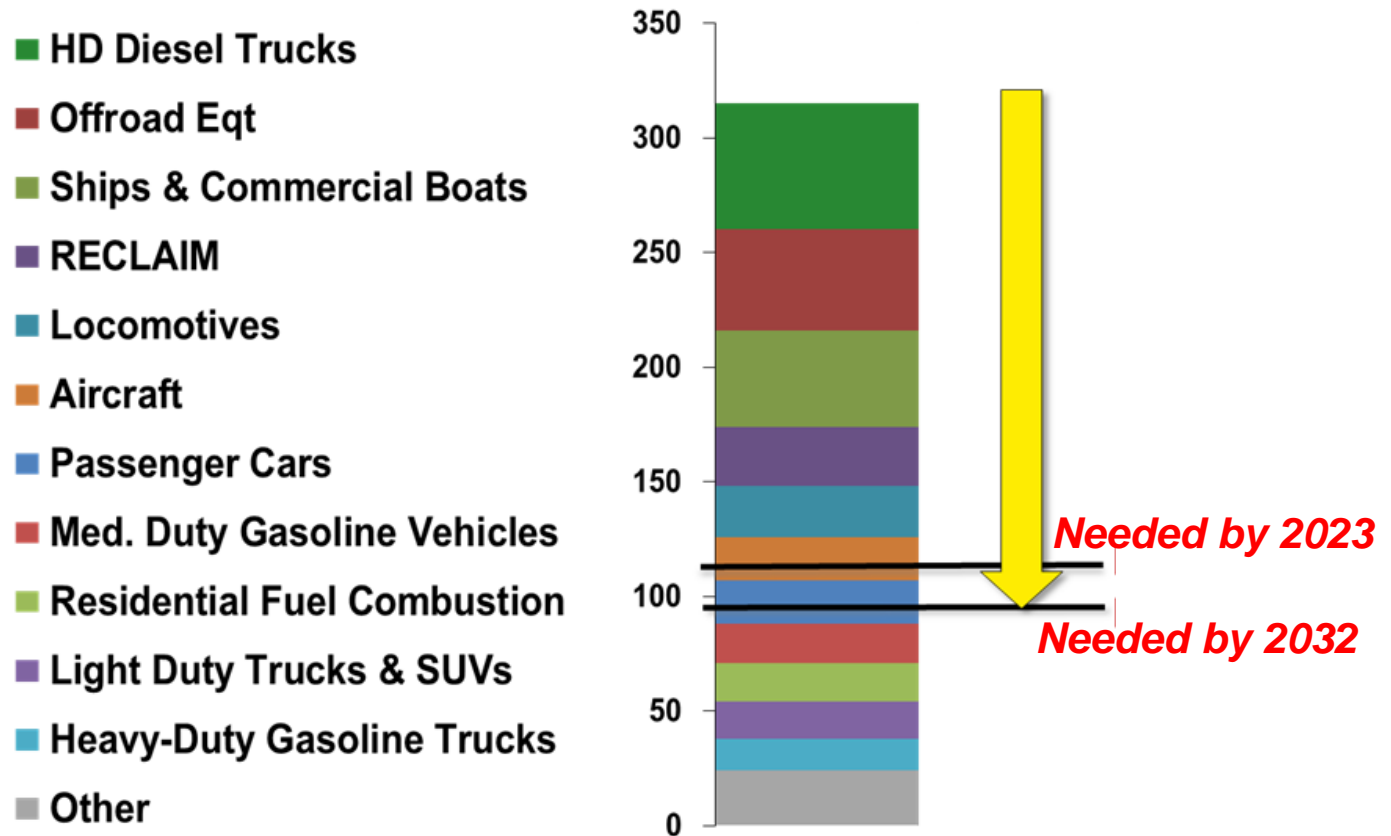 HD Diesel Trucks
Offroad Eqt
Ships & Commercial Boats
RECLAIM
Locomotives
Aircraft
Passenger Cars
Med. Duty Gasoline Vehicles
Residential Fuel Combustion
Light Duty Trucks & SUVs
Heavy-Duty Gasoline Trucks
Other
350
300
250
200
150
100
50
0
Needed by 2023
Needed by 2032